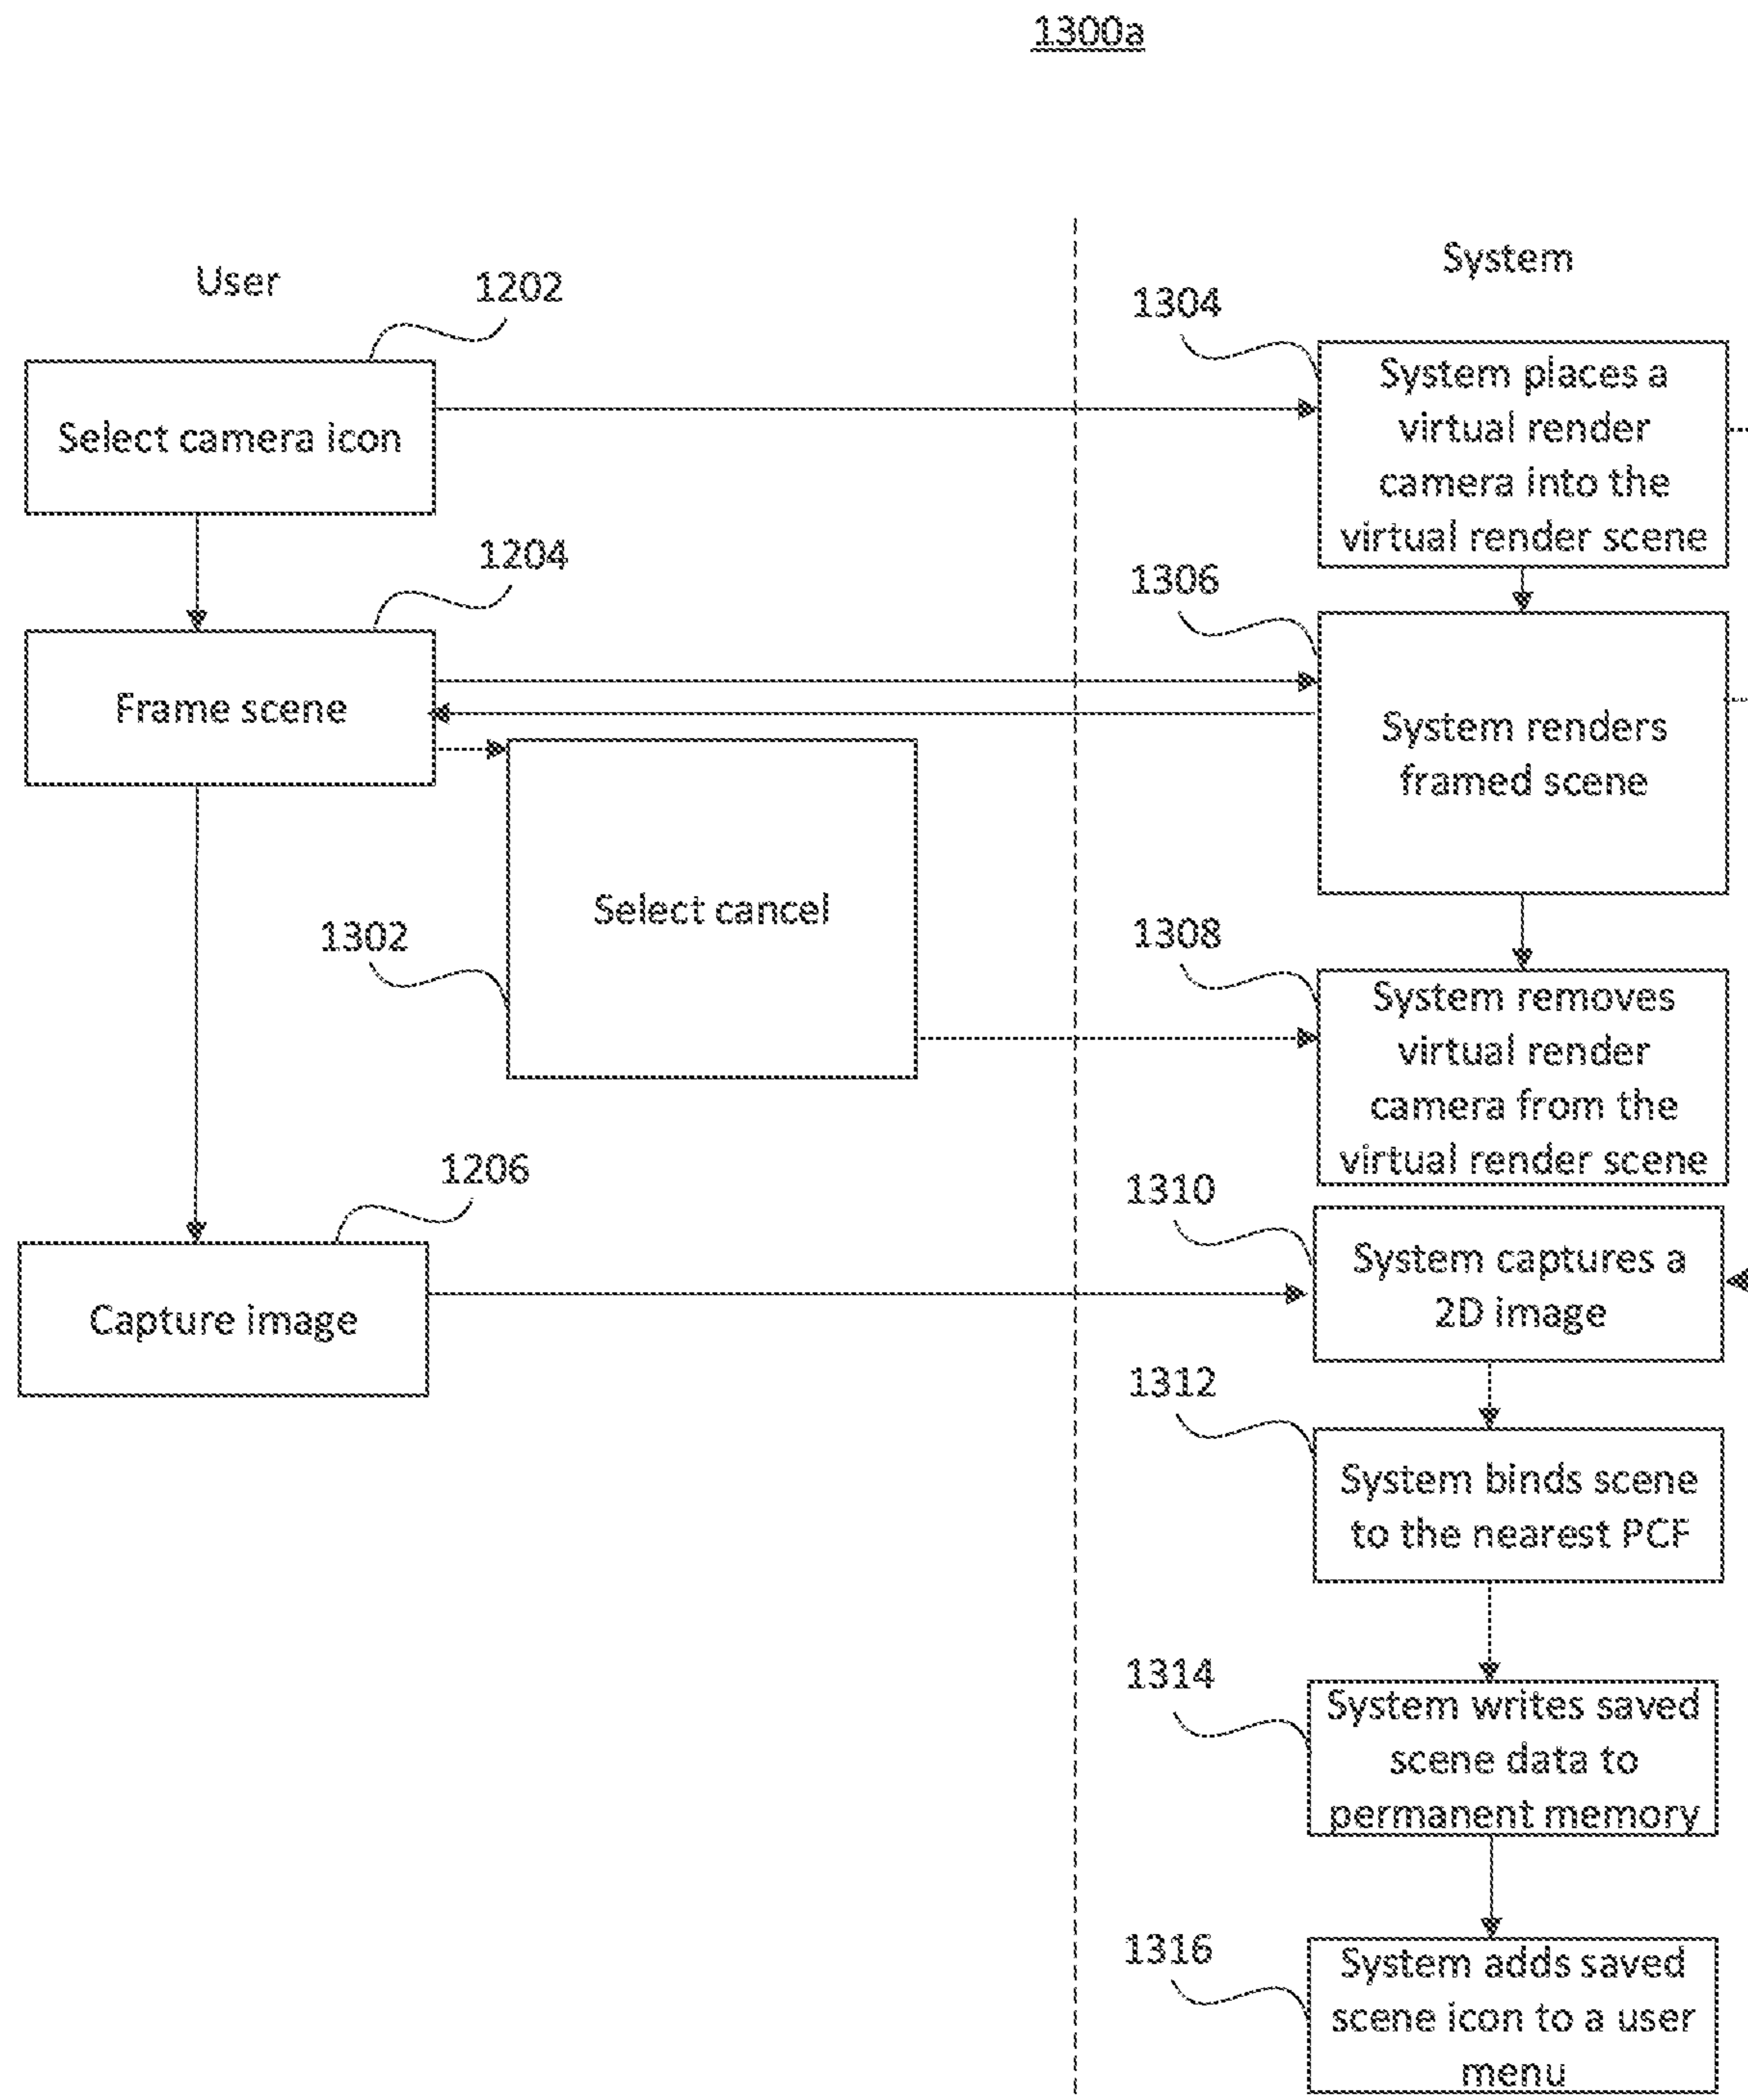 1300a
User
System
1202
1304
Select camera icon
System places a
virtual render
camera into the
virtual render scene
1204
1306
Frame scene
System renders
framed scene
1302
Select cancel
1308
System removes
virtual render
camera from the
virtual render scene
1206
1310
Capture image
System captures a
2D image
1312
System binds scene
to the nearest PCF
1314
System writes saved
scene data to
permanent memory
1316
System adds saved
scene icon to a user
menu